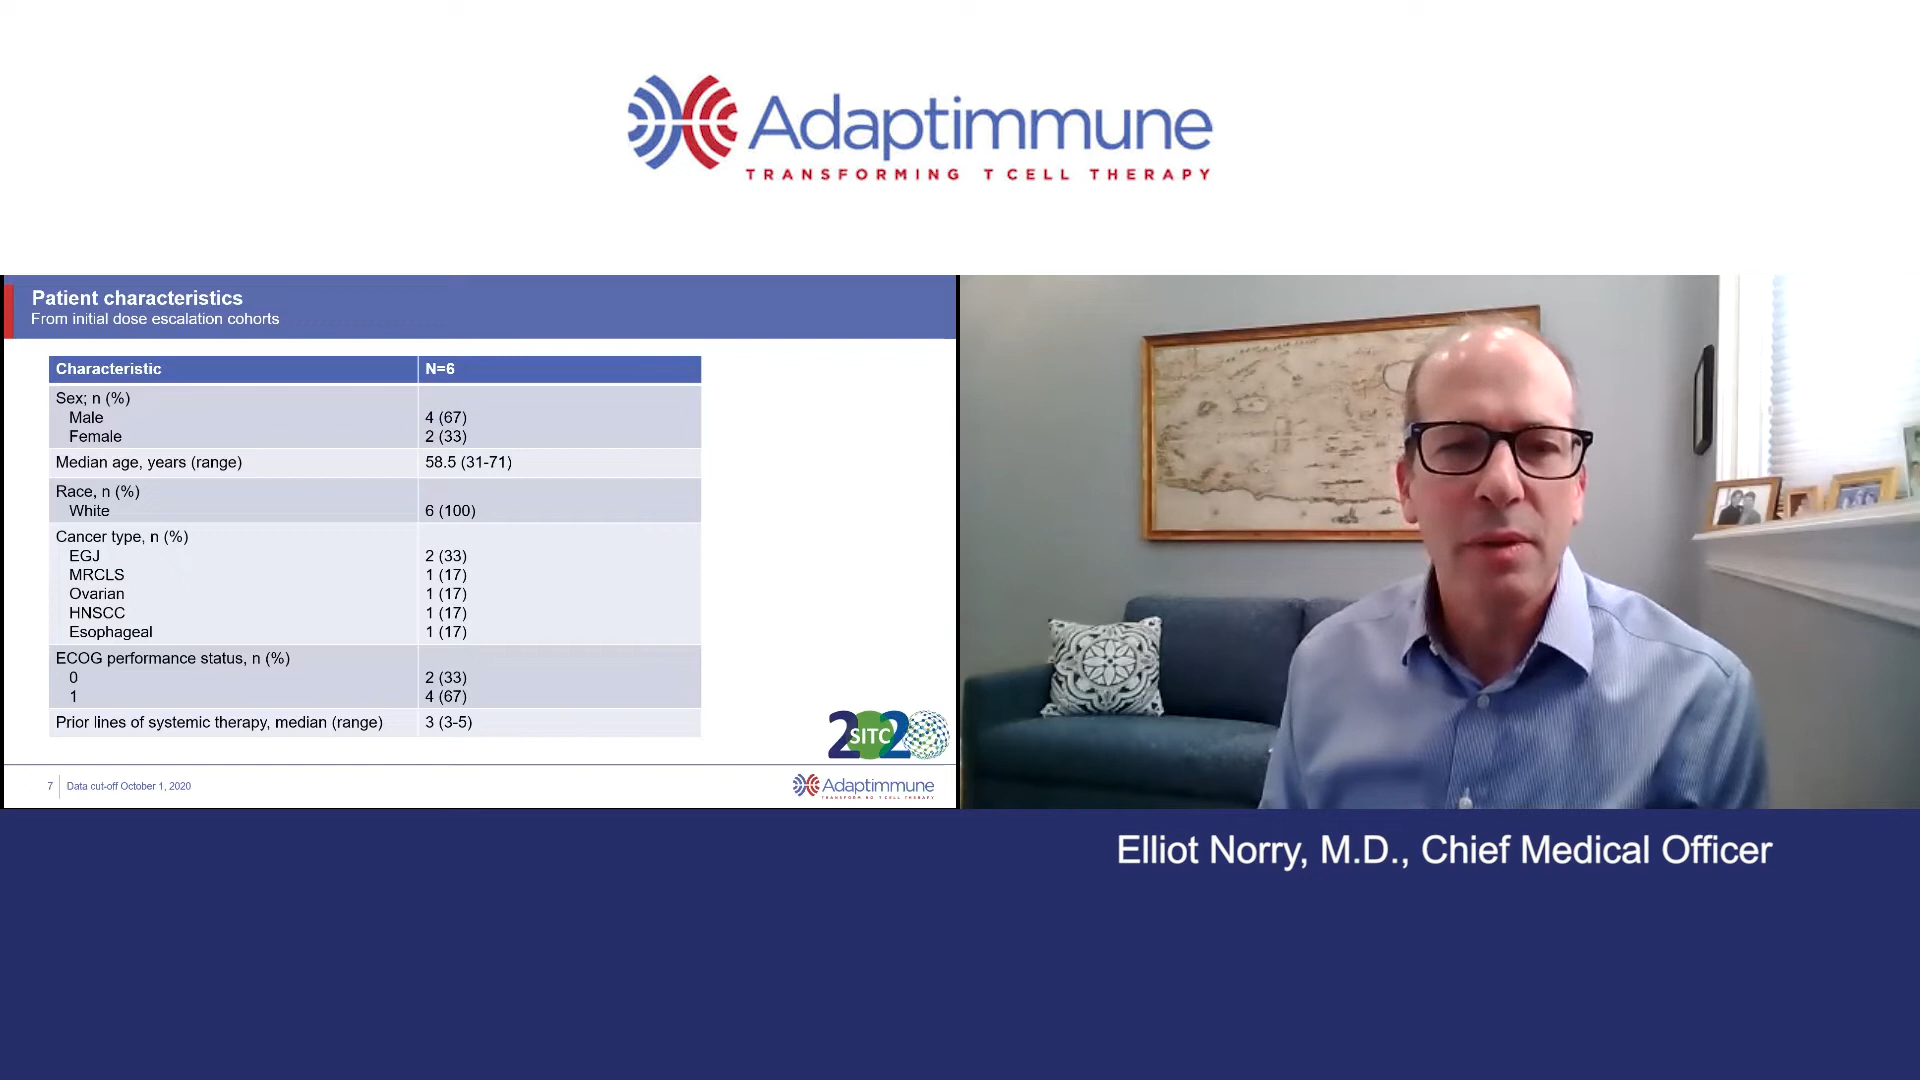 Adaptimmune
TRANSFORMING T CELL THERAPY
Patient characteristics
From initial dose escalation cohorts
Characteristic N=6
Sex; n (%)
Male 4 (67)
Female 2 (33)
Median age, years (range) 58.5 (31-71)
Race, n (%)
White 6 (100)
Cancer type, n (%)
EGJ 2 (33)
MRCLS 1 (17)
Ovarian 1 (17)
HNSCC 1 (17)
Esophageal 1 (17)
ECOG performance status, n (%)
0 2 (33)
1 4 (67)
Prior lines of systemic therapy, median (range) 3 (3-5)
2 SITC 2
7 Data cut-off October 1, 2020
Adaptimmune
Elliot Norry, M.D., Chief Medical Officer